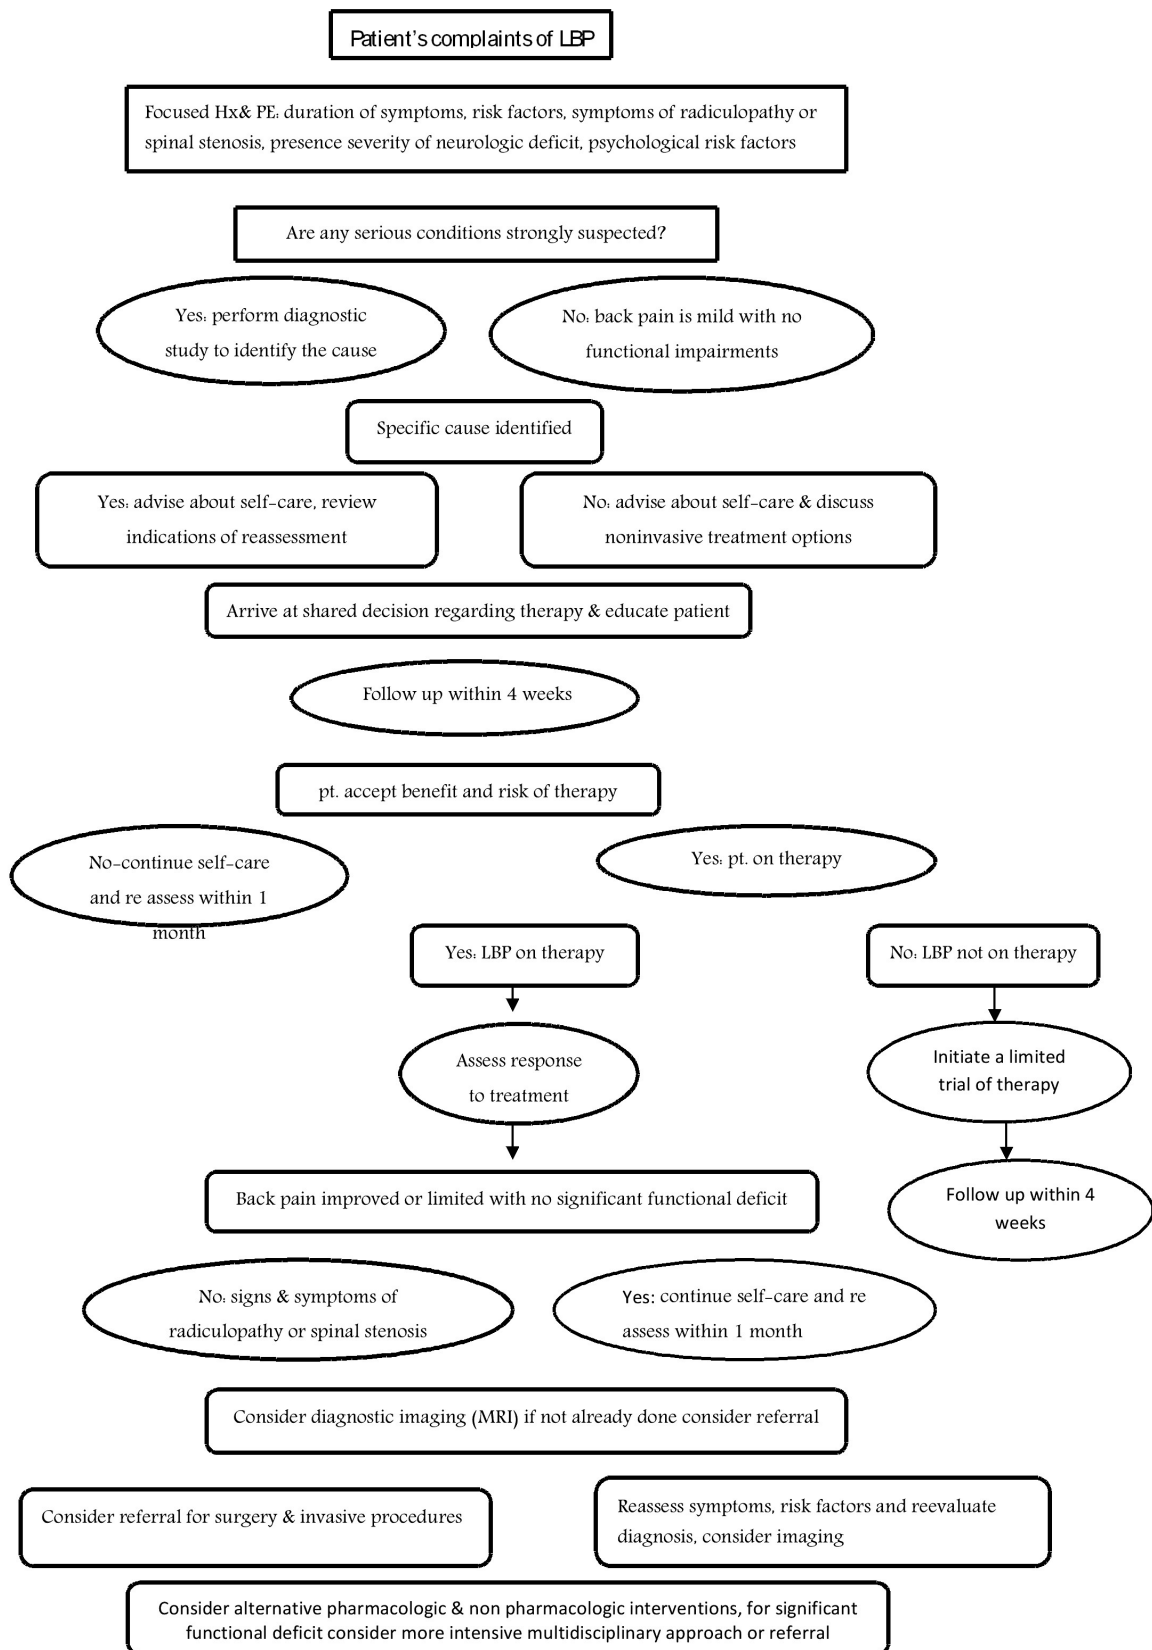 Patient's complaints of LBP
Focused Hx& PE: duration of symptoms, risk factors, symptoms of radiculopathy or
spinal stenosis, presence severity of neurologic deficit, psychological risk factors
Are any serious conditions strongly suspected?
Yes: perform diagnostic
study to identify the cause
No: back pain is mild with no
functional impairments
Specific cause identified
Yes: advise about self-care, review
indications of reassessment
No: advise about self-care & discuss
noninvasive treatment options
Arrive at shared decision regarding therapy & educate patient
Follow up within 4 weeks
pt. accept benefit and risk of therapy
No-continue self-care
and re assess within 1
month
Yes: pt. on therapy
Yes: LBP on therapy
No: LBP not on therapy
Assess response
to treatment
Initiate a limited
trial of therapy
Back pain improved or limited with no significant functional deficit
Follow up within 4
weeks
No: signs & symptoms of
radiculopathy or spinal stenosis
Yes: continue self-care and re
assess within 1 month
Consider diagnostic imaging (MRI) if not already done consider referral
Consider referral for surgery & invasive procedures
Reassess symptoms, risk factors and reevaluate
diagnosis, consider imaging
Consider alternative pharmacologic & non pharmacologic interventions, for significant
functional deficit consider more intensive multidisciplinary approach or referral